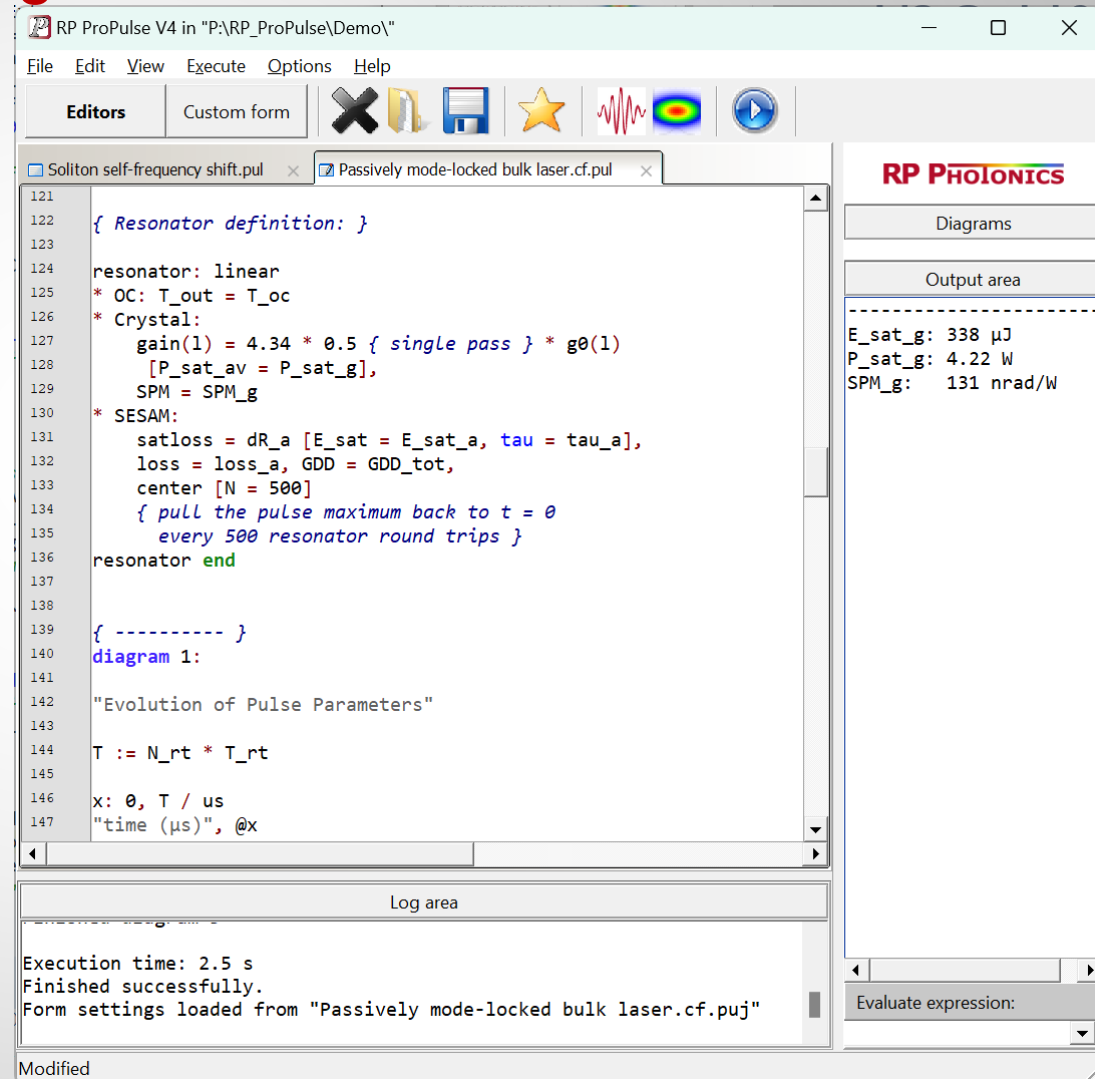 RP ProPulse V4 in "P:\RP_ProPulse\Demo\"
File Edit View Execute Options Help
Editors Custom form
Soliton self-frequency shift.pul Passively mode-locked bulk laser.cf.pul
121
122 { Resonator definition: }
123
124 resonator: linear
125 * OC: T_out = T_oc
126 * Crystal:
127 gain(l) = 4.34 * 0.5 { single pass } * g0(l)
128 [P_sat_av = P_sat_g],
129 SPM = SPM_g
130 * SESAM:
131 satloss = dR_a [E_sat = E_sat_a, tau = tau_a],
132 loss = loss_a, GDD = GDD_tot,
133 center [N = 500]
134 { pull the pulse maximum back to t = 0
135 every 500 resonator round trips }
136 resonator end
137
138
139 { ---------- }
140 diagram 1:
141
142 "Evolution of Pulse Parameters"
143
144 T := N_rt * T_rt
145
146 x: 0, T / us
147 "time (µs)", @x
Log area
Execution time: 2.5 s
Finished successfully.
Form settings loaded from "Passively mode-locked bulk laser.cf.puj"
Modified
RP PHOTONICS
Diagrams
Output area
-----------------------
E_sat_g: 338 µJ
P_sat_g: 4.22 W
SPM_g: 131 nrad/W
Evaluate expression: